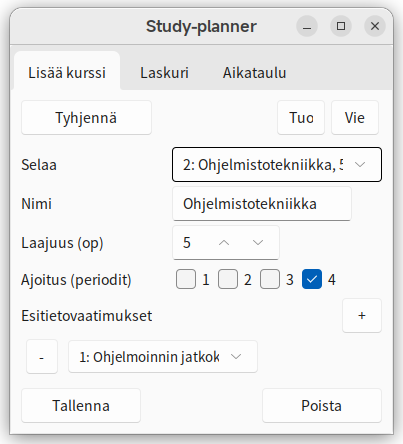 Study-planner
Lisää kurssi Laskuri Aikataulu
Tyhjennä Tuo Vie
Selaa 2: Ohjelmistotekniikka, 5
Nimi Ohjelmistotekniikka
Laajuus (op) 5
Ajoitus (periodit) 1 2 3 4
Esitietovaatimukset +
- 1: Ohjelmoinnin jatkok
Tallenna Poista